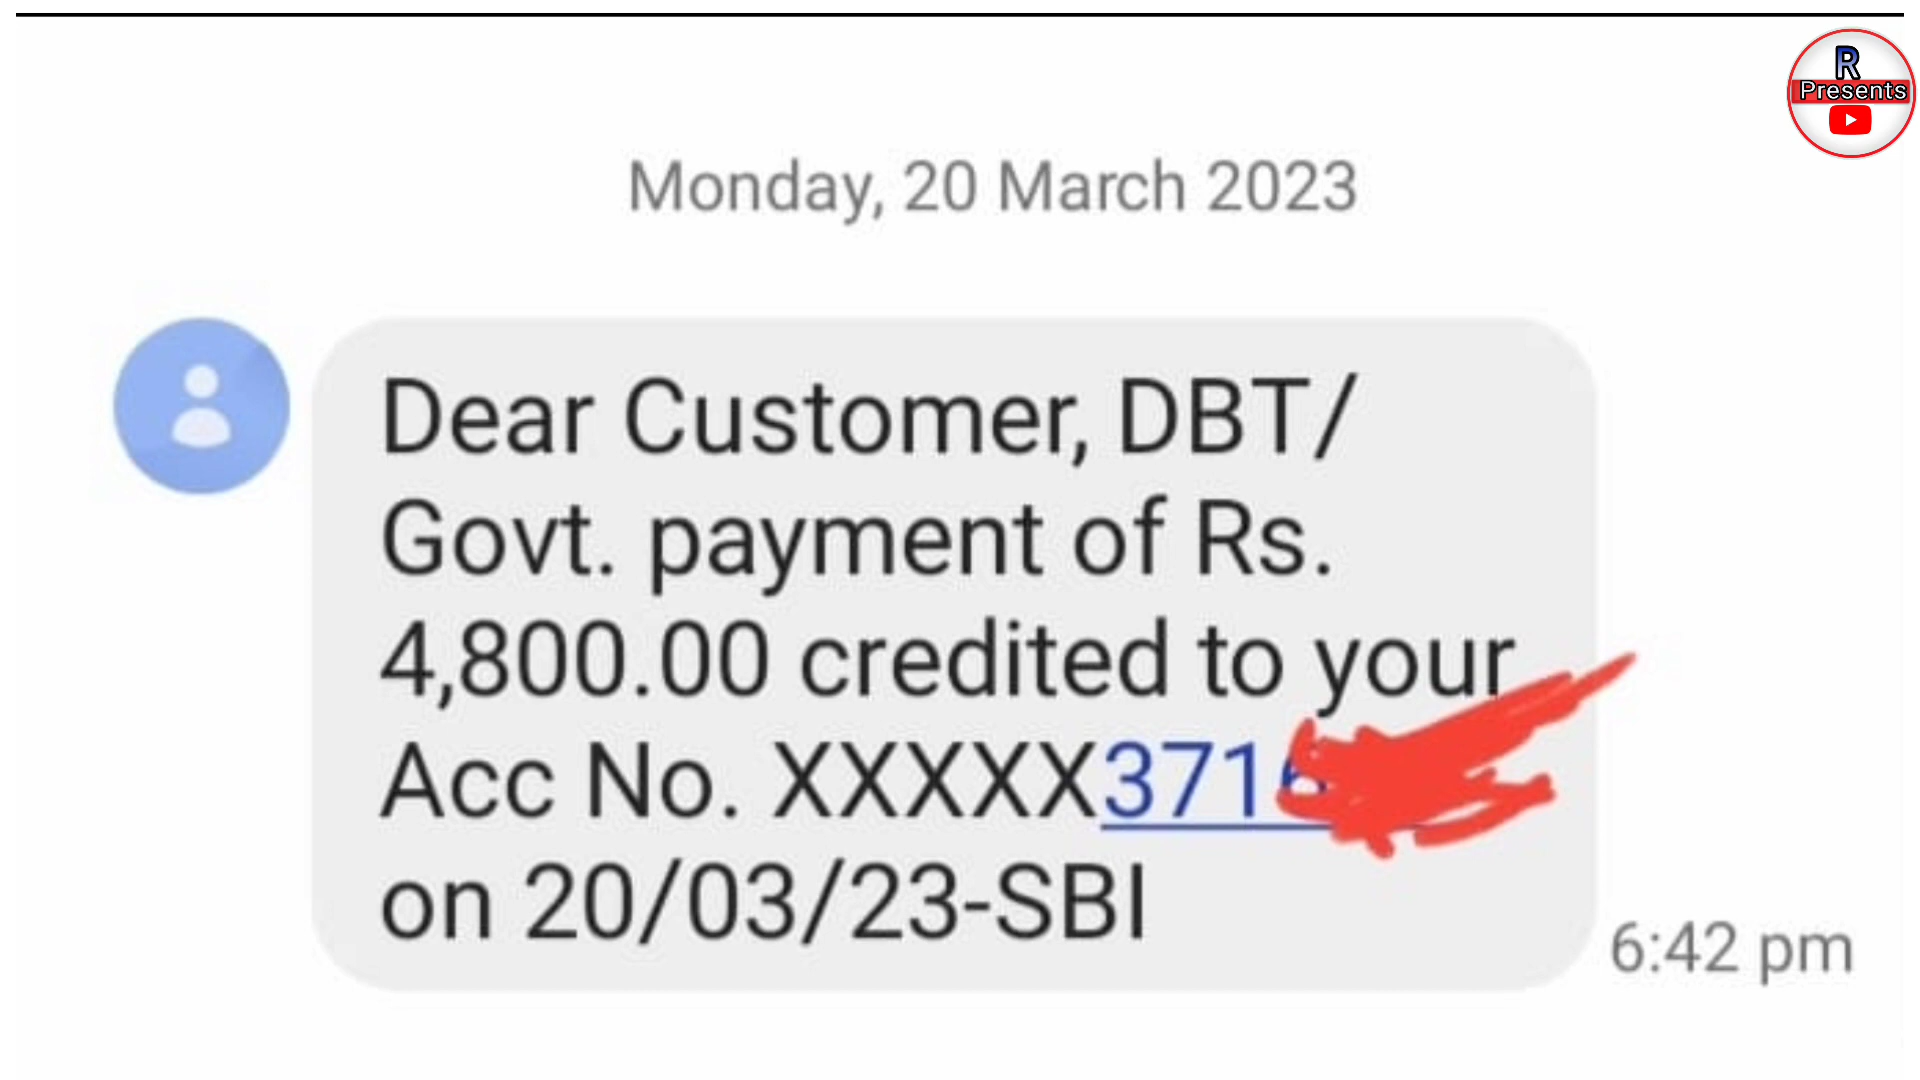 R
Presents
Monday, 20 March 2023
Dear Customer, DBT/
Govt. payment of Rs.
4,800.00 credited to your
Acc No. XXXXX371
on 20/03/23-SBI
6:42 pm